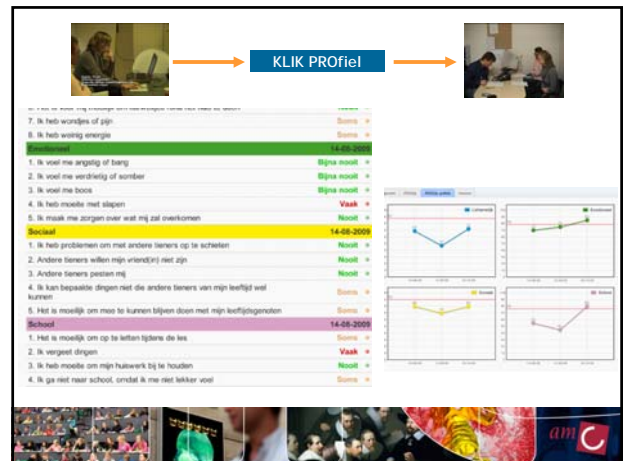 KLIK PROfiel
7. Ik heb wondjes of pijn Soms
8. Ik heb weinig energie Soms
Emotioneel 14-08-2009
1. Ik voel me angstig of bang Bijna nooit
2. Ik voel me verdrietig of somber Bijna nooit
3. Ik voel me boos Bijna nooit
4. Ik heb moeite met slapen Vaak
5. Ik maak me zorgen over wat mij zal overkomen Nooit
Sociaal 14-08-2009
1. Ik heb problemen om met andere tieners op te schieten Nooit
2. Andere tieners willen mijn vriend(in) niet zijn Nooit
3. Andere tieners pesten mij Nooit
4. Ik kan bepaalde dingen niet die andere tieners van mijn leeftijd wel
kunnen Soms
5. Het is moeilijk om mee te kunnen blijven doen met mijn leeftijdsgenoten Soms
School 14-08-2009
1. Het is moeilijk om op te letten tijdens de les Soms
2. Ik vergeet dingen Vaak
3. Ik heb moeite om mijn huiswerk bij te houden Nooit
4. Ik ga niet naar school, omdat ik me niet lekker voel Soms
Lichamelijk
Emotioneel
Sociaal
School
amC